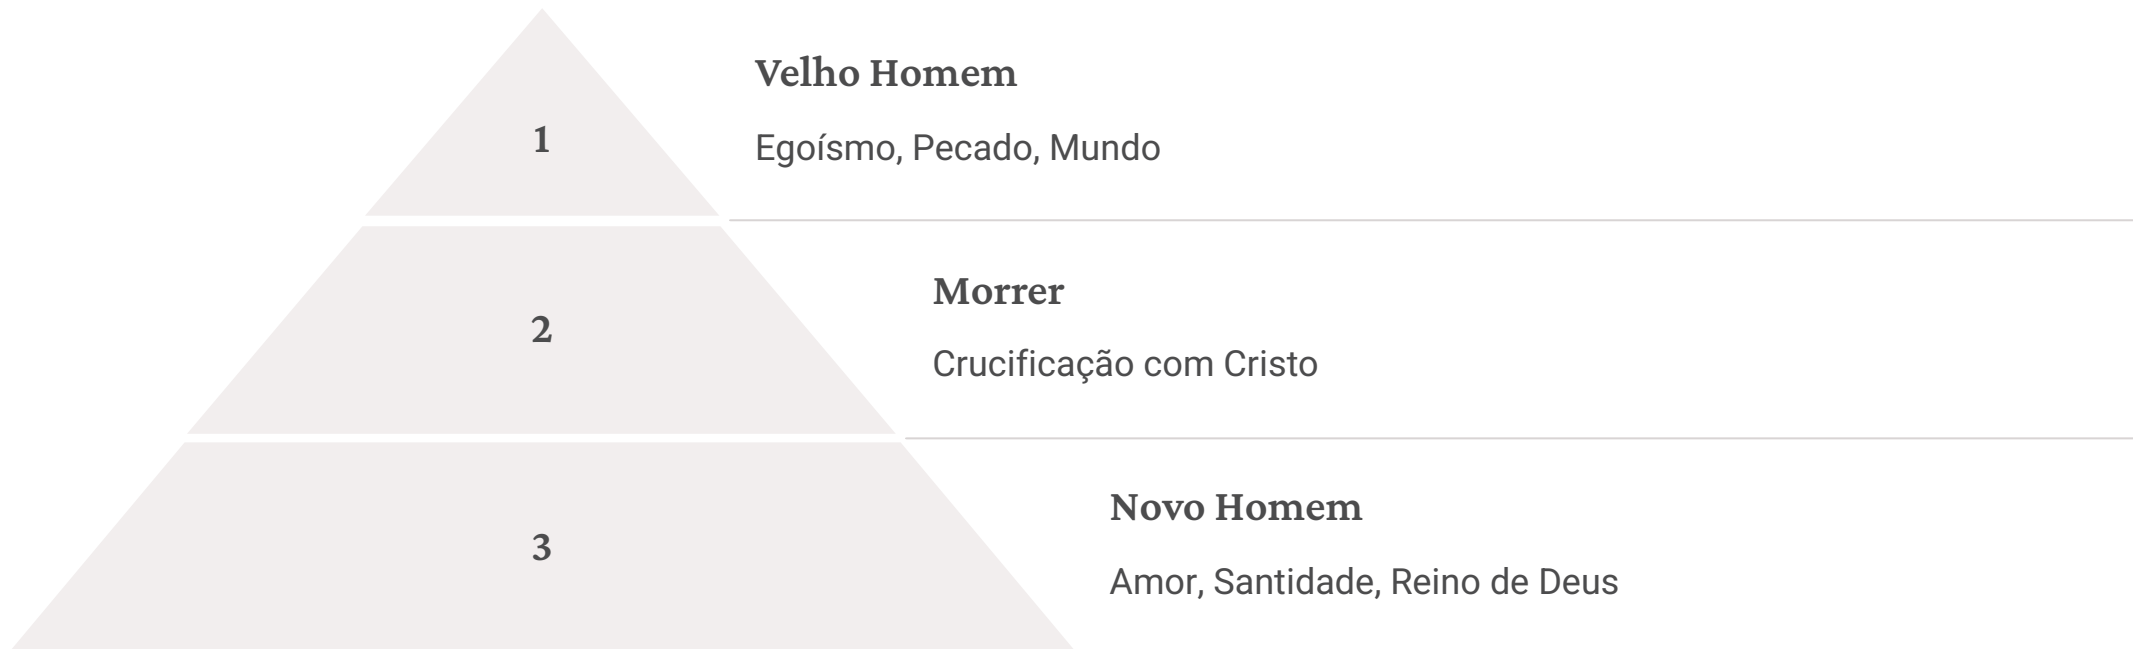 1
Velho Homem
Egoísmo, Pecado, Mundo
2
Morrer
Crucificação com Cristo
3
Novo Homem
Amor, Santidade, Reino de Deus